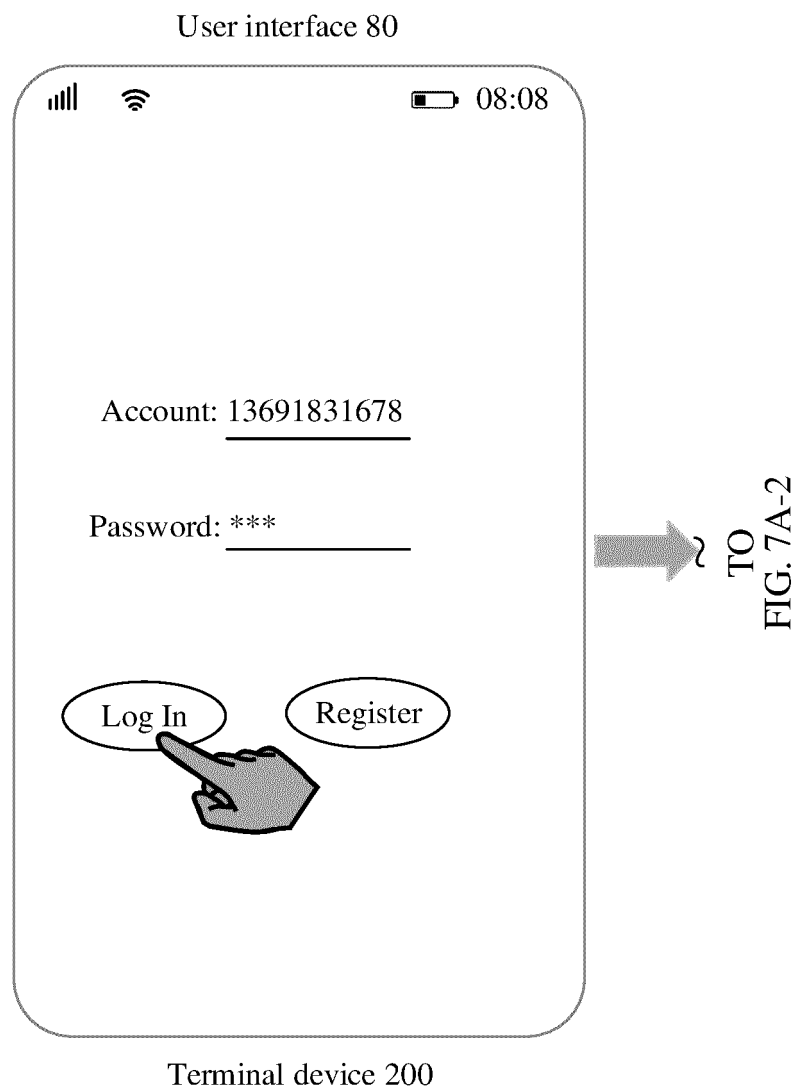 User interface 80
08:08
Account: 13691831678
Password: ***
Log In
Register
TO
FIG. 7A-2
Terminal device 200